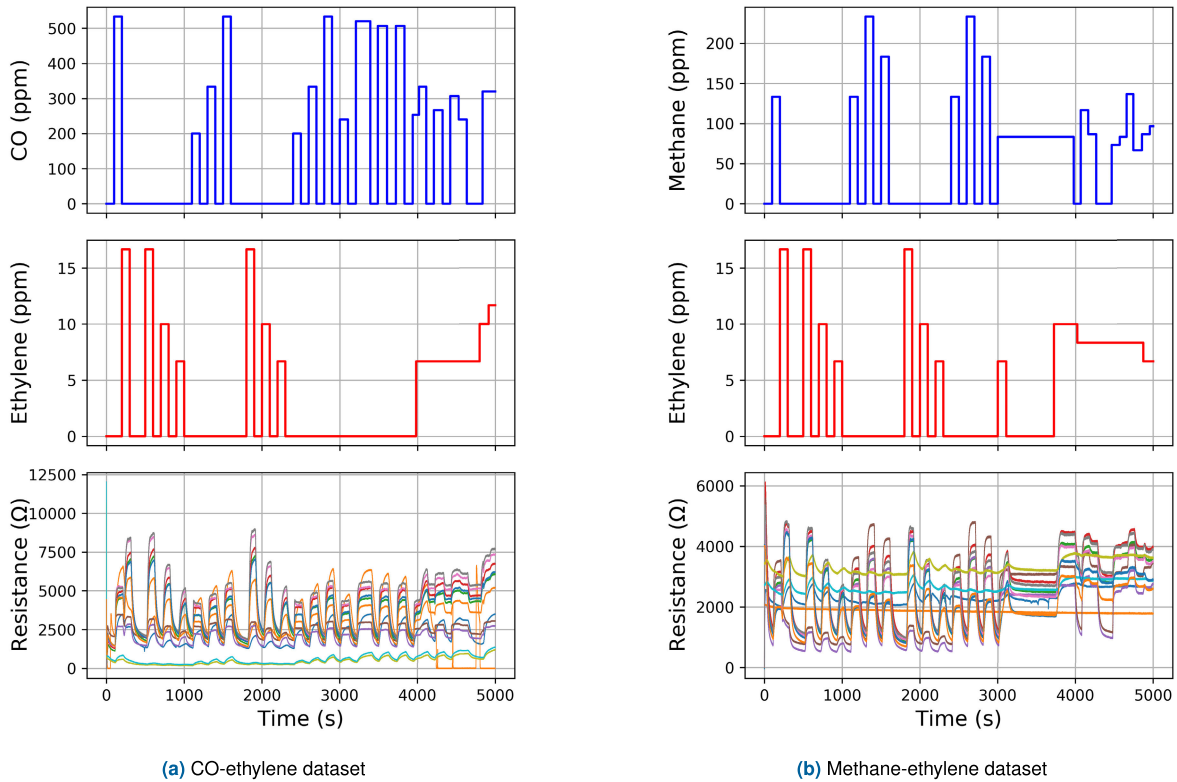 CO (ppm)
500
400
300
200
100
0
Ethylene (ppm)
15
10
5
0
Resistance (Ω)
12500
10000
7500
5000
2500
0
0 1000 2000 3000 4000 5000
Time (s)
(a) CO-ethylene dataset
Methane (ppm)
200
150
100
50
0
Ethylene (ppm)
15
10
5
0
Resistance (Ω)
6000
4000
2000
0
0 1000 2000 3000 4000 5000
Time (s)
(b) Methane-ethylene dataset